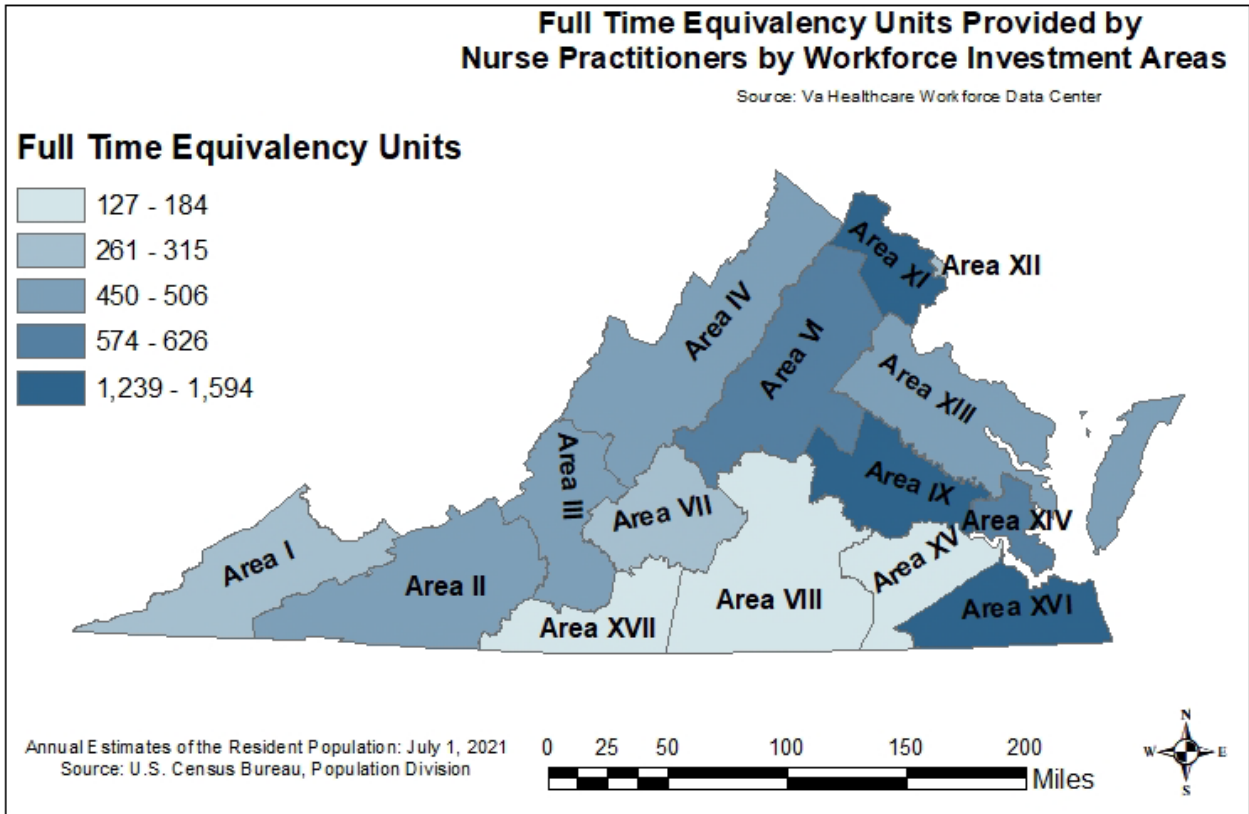 Full Time Equivalency Units Provided by
Nurse Practitioners by Workforce Investment Areas
Source: Va Healthcare Workforce Data Center
Full Time Equivalency Units
127 - 184
261 - 315
450 - 506
574 - 626
1,239 - 1,594
Area XI
Area XII
Area IV
Area VI
Area XIII
Area III
Area IX
Area VII
Area XIV
Area I
Area XV
Area II
Area VIII
Area XVI
Area XVII
Annual Estimates of the Resident Population: July 1, 2021
Source: U.S. Census Bureau, Population Division
0 25 50 100 150 200
Miles
N
W E
S